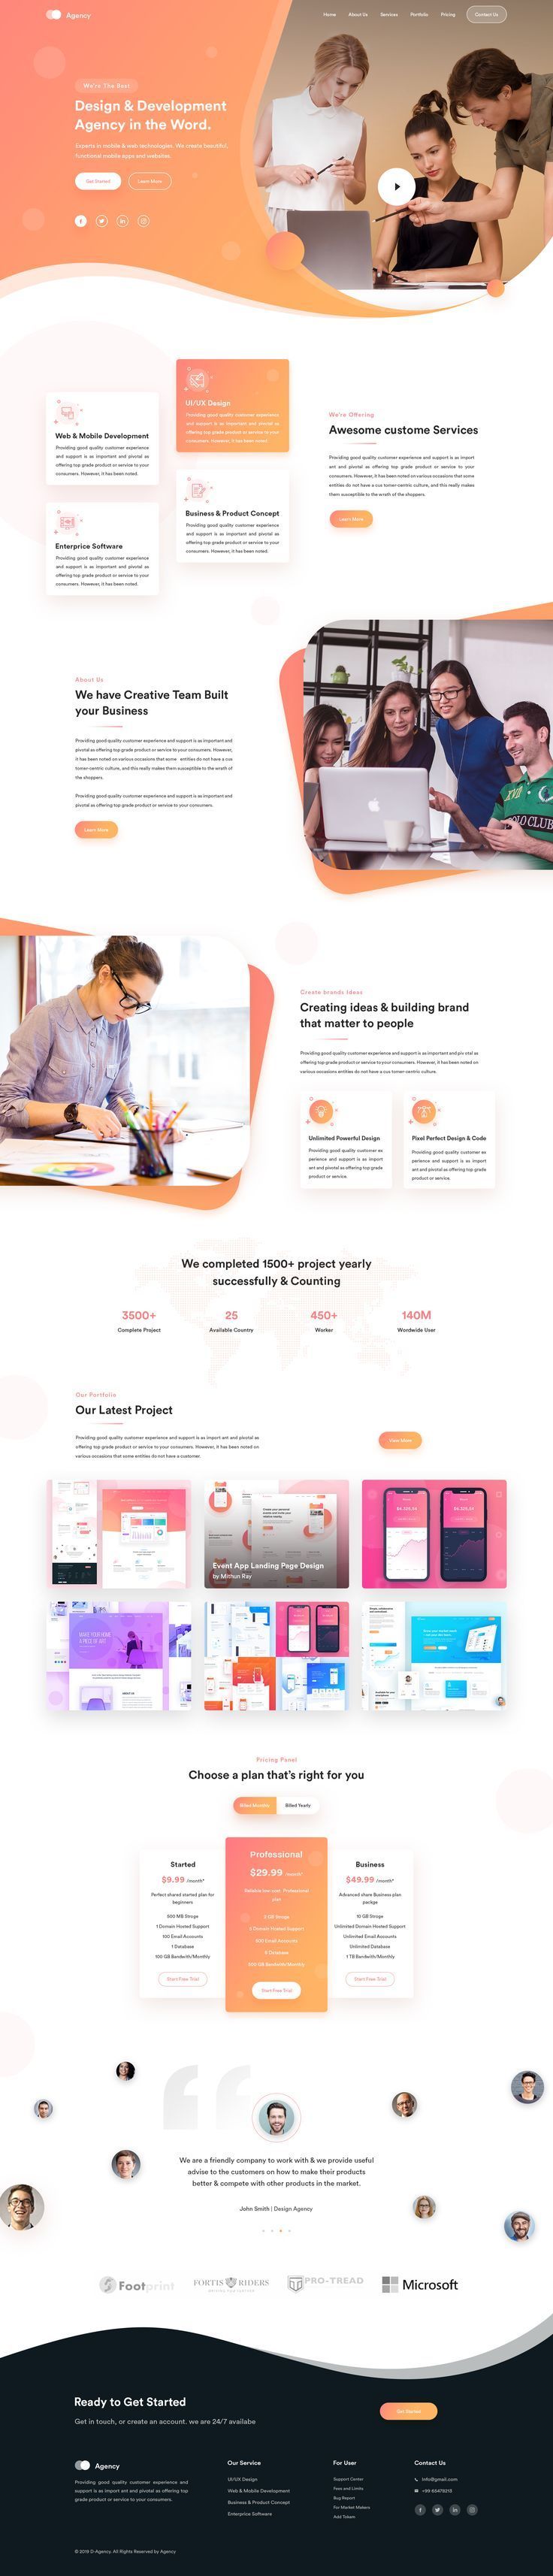 Agency
Home About Us Services Portfolio Pricing Contact Us
We're The Best
Design & Development
Agency in the Word.
Experts in mobile & web technologies. We create beautiful,
functional mobile apps and websites.
Get Started Learn More
UI/UX Design
Providing good quality customer experience
and support is as important and pivotal as
offering top grade product or service to your
consumers. However, it has been noted.
Web & Mobile Development
Providing good quality customer experience
and support is as important and pivotal as
offering top grade product or service to your
consumers. However, it has been noted.
Business & Product Concept
Providing good quality customer experience
and support is as important and pivotal as
offering top grade product or service to your
consumers. However, it has been noted.
Enterprice Software
Providing good quality customer experience
and support is as important and pivotal as
offering top grade product or service to your
consumers. However, it has been noted.
We're Offering
Awesome custome Services
Providing good quality customer experience and support is as import
ant and pivotal as offering top grade product or service to your
consumers. However, it has been noted on various occasions that some
entities do not have a cus tomer-centric culture, and this really makes
them susceptible to the wrath of the shoppers.
Learn More
About Us
We have Creative Team Built
your Business
Providing good quality customer experience and support is as important and
pivotal as offering top grade product or service to your consumers. However,
it has been noted on various occasions that some entities do not have a cus
tomer-centric culture, and this really makes them susceptible to the wrath of
the shoppers.
Providing good quality customer experience and support is as important and
pivotal as offering top grade product or service to your consumers.
Learn More
Create brands Ideas
Creating ideas & building brand
that matter to people
Providing good quality customer experience and support is as important and piv otal as
offering top grade product or service to your consumers. However, it has been noted on
various occasions that some entities do not have a cus tomer-centric culture.
Unlimited Powerful Design
Providing good quality customer ex
perience and support is as import
ant and pivotal as offering top grade
product or service.
Pixel Perfect Design & Code
Providing good quality customer ex
perience and support is as import
ant and pivotal as offering top grade
product or service.
We completed 1500+ project yearly
successfully & Counting
3500+ 25 450+ 140M
Complete Project Available Country Worker Wordwide User
Our Portfolio
Our Latest Project
Providing good quality customer experience and support is as import ant and pivotal as
offering top grade product or service to your consumers. However, it has been noted on
various occasions that some entities do not have a customer.
View More
Event App Landing Page Design
by Mithun Ray
MAKE YOUR HOME
A PIECE OF ART
Pricing Panel
Choose a plan that's right for you
Billed Monthly Billed Yearly
Started
$9.99 /month*
Perfect shared started plan for
beginners
500 MB Stroge
1 Domain Hosted Support
100 Email Accounts
1 Database
100 GB Bandwith/Monthly
Start Free Trial
Professional
$29.99 /month*
Start Free Trial
Business
$49.99 /month*
Advanced share Business plan
packge
10 GB Stroge
Unlimited Domain Hosted Support
Unlimited Email Accounts
Unlimited Database
1 TB Bandwith/Monthly
Start Free Trial
We are a friendly company to work with & we provide useful
advise to the customers on how to make their products
better & compete with other products in the market.
John Smith | Design Agency
Footprint
FORTIS RIDERS
PRO-TREAD
Microsoft
Ready to Get Started
Get in touch, or create an account. we are 24/7 availabe
Get Started
Agency
Providing good quality customer experience and
support is as important and pivotal as offering top
grade product or service to your consumers.
Our Service
UI/UX Design
Web & Mobile Development
Business & Product Concept
Enterprice Software
For User
Support Center
Fees and Limits
Bug Report
For Market Makers
Add Token
Contact Us
info@gmail.com
+99 65478213
© 2019 D-Agency. All Rights Reserved by Agency